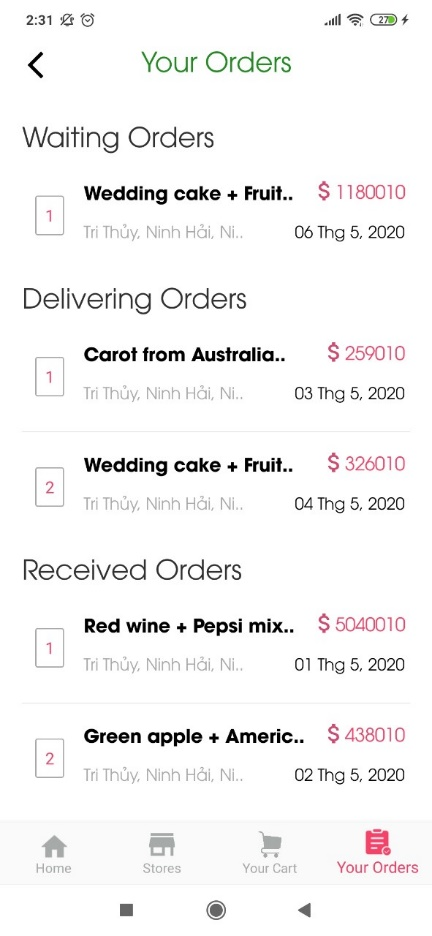 2:31
27
Your Orders
Waiting Orders
1
Wedding cake + Fruit..
$ 1180010
Tri Thủy, Ninh Hải, Ni..
06 Thg 5, 2020
Delivering Orders
1
Carot from Australia..
$ 259010
Tri Thủy, Ninh Hải, Ni..
03 Thg 5, 2020
2
Wedding cake + Fruit..
$ 326010
Tri Thủy, Ninh Hải, Ni..
04 Thg 5, 2020
Received Orders
1
Red wine + Pepsi mix..
$ 5040010
Tri Thủy, Ninh Hải, Ni..
01 Thg 5, 2020
2
Green apple + Americ..
$ 438010
Tri Thủy, Ninh Hải, Ni..
02 Thg 5, 2020
Home
Stores
Your Cart
Your Orders